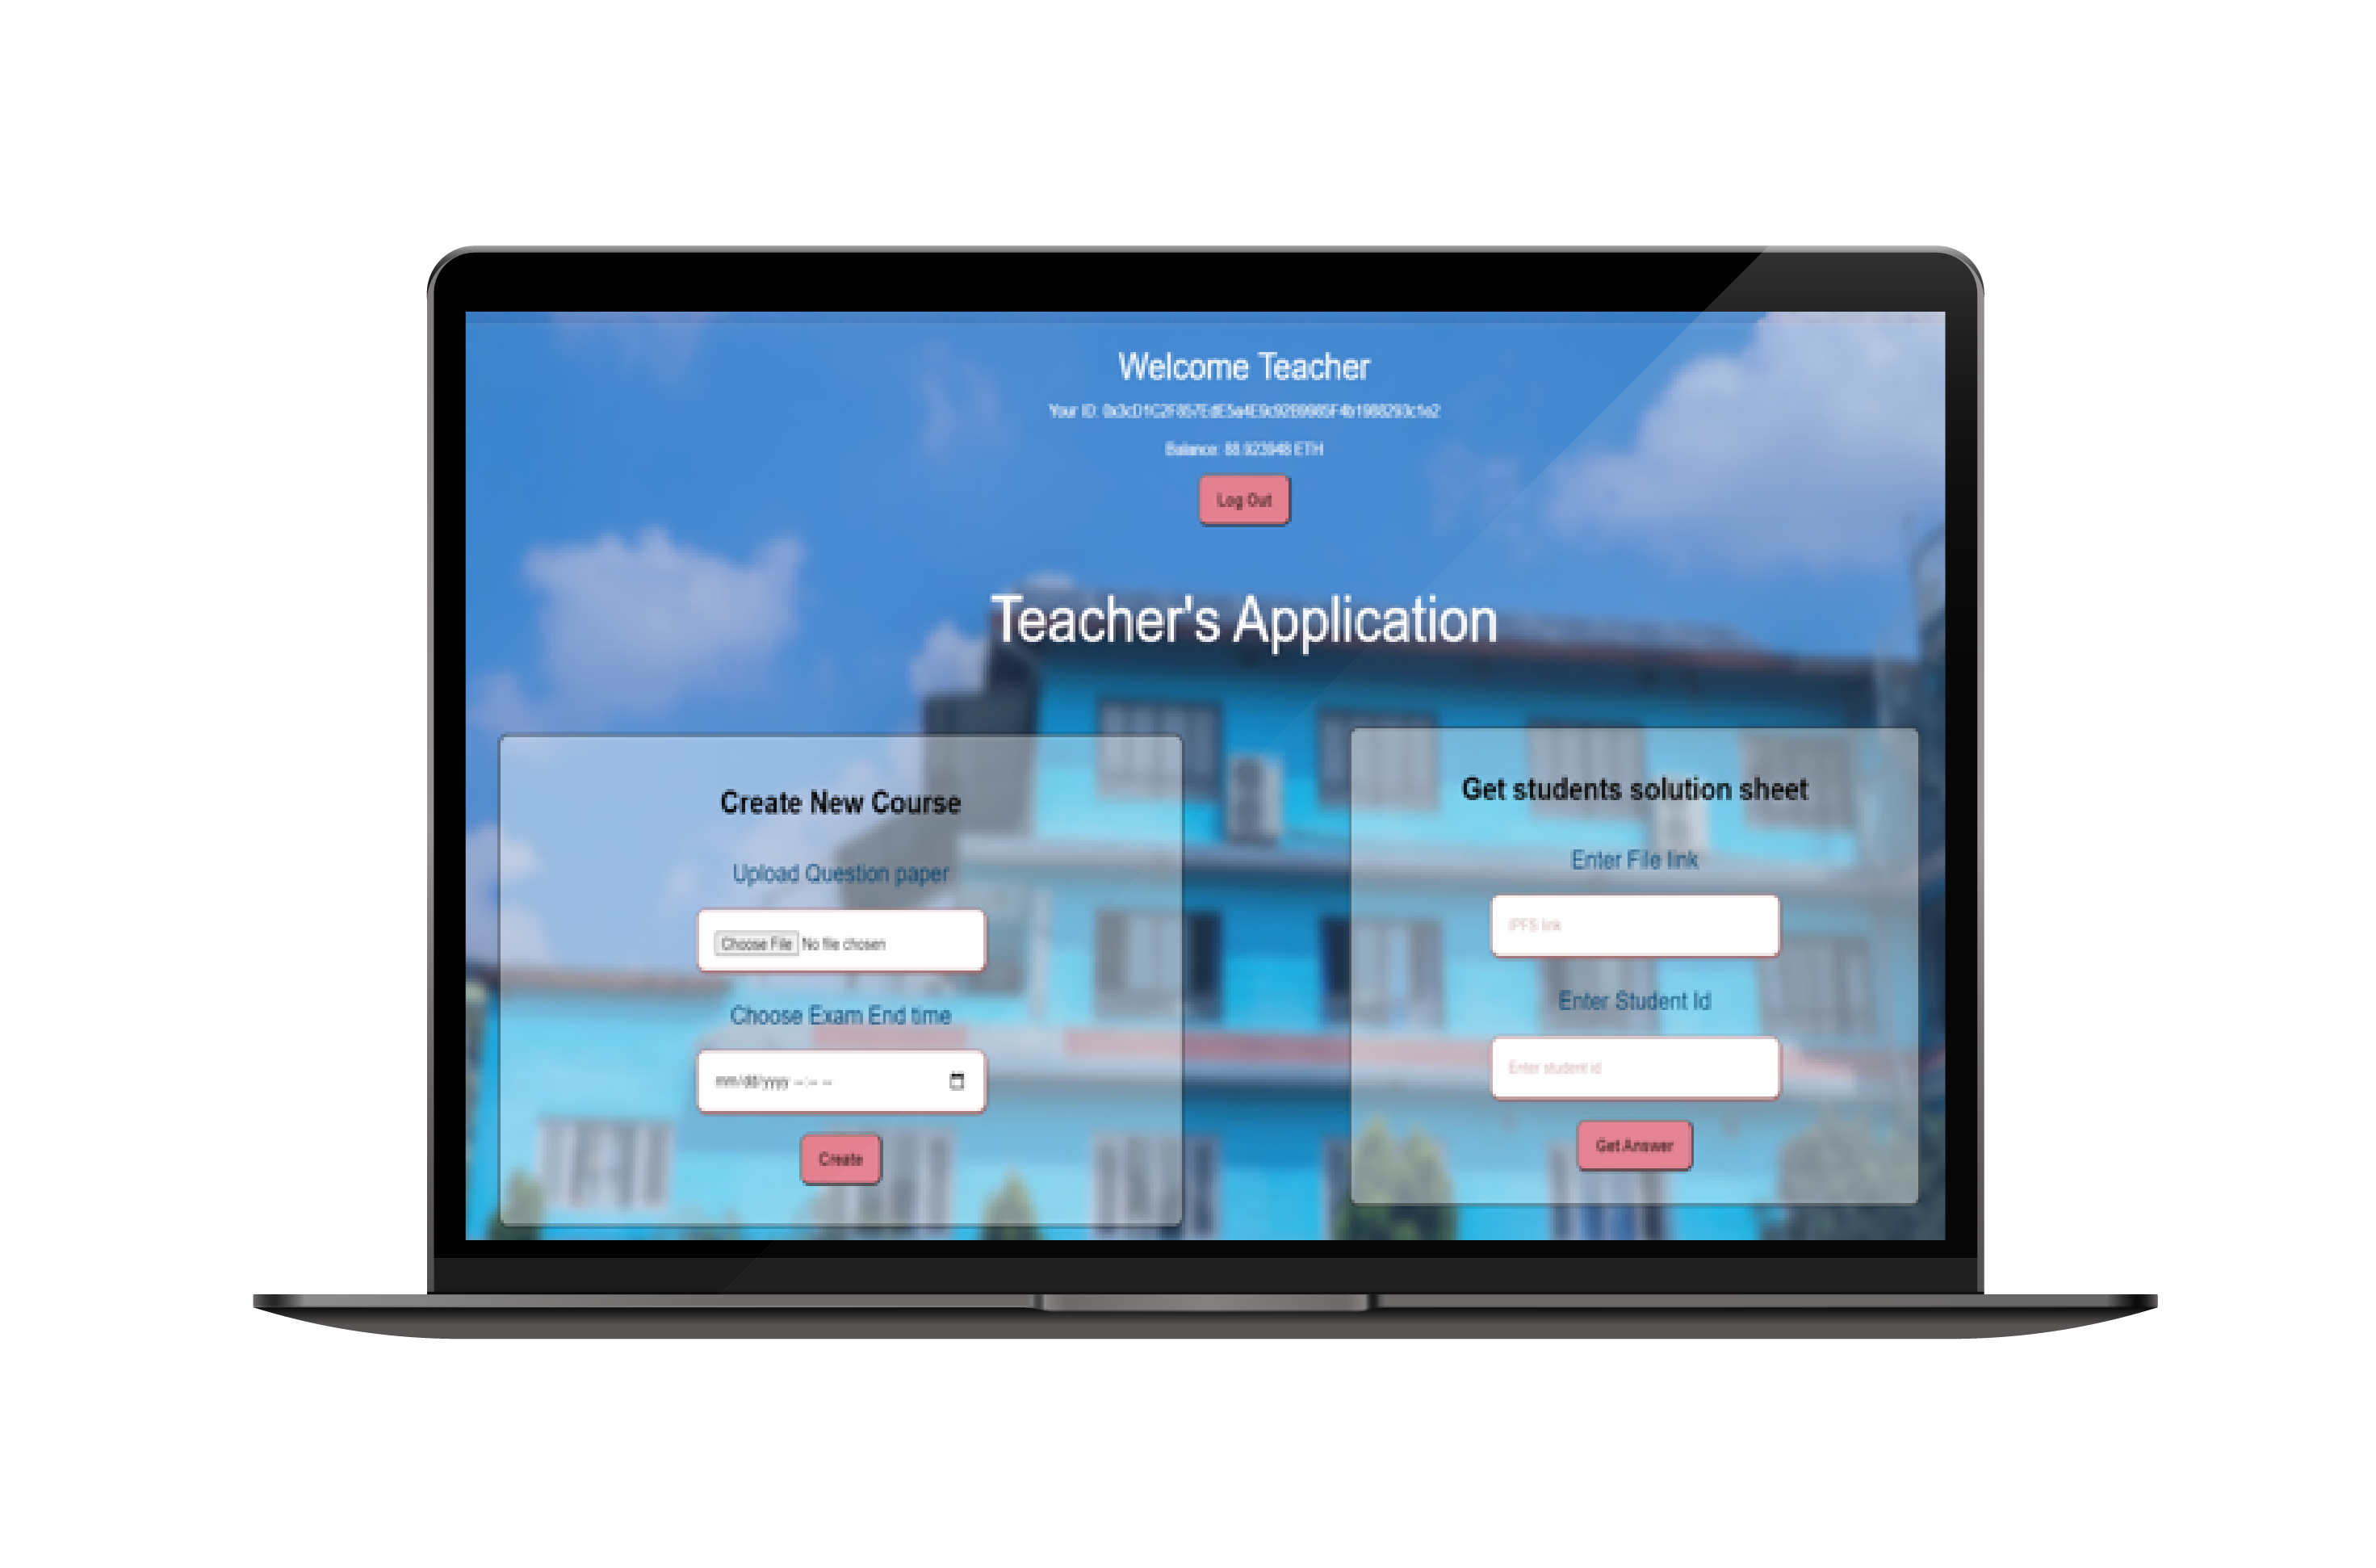 Welcome Teacher
Your ID:
Balance: 88.923948 ETH
Log Out
Teacher's Application
Create New Course
Upload Question paper
Choose File No file chosen
Choose Exam End time
mm/dd/yyyy --:-- --
Create
Get students solution sheet
Enter File link
IPFS link
Enter Student Id
Enter student id
Get Answer